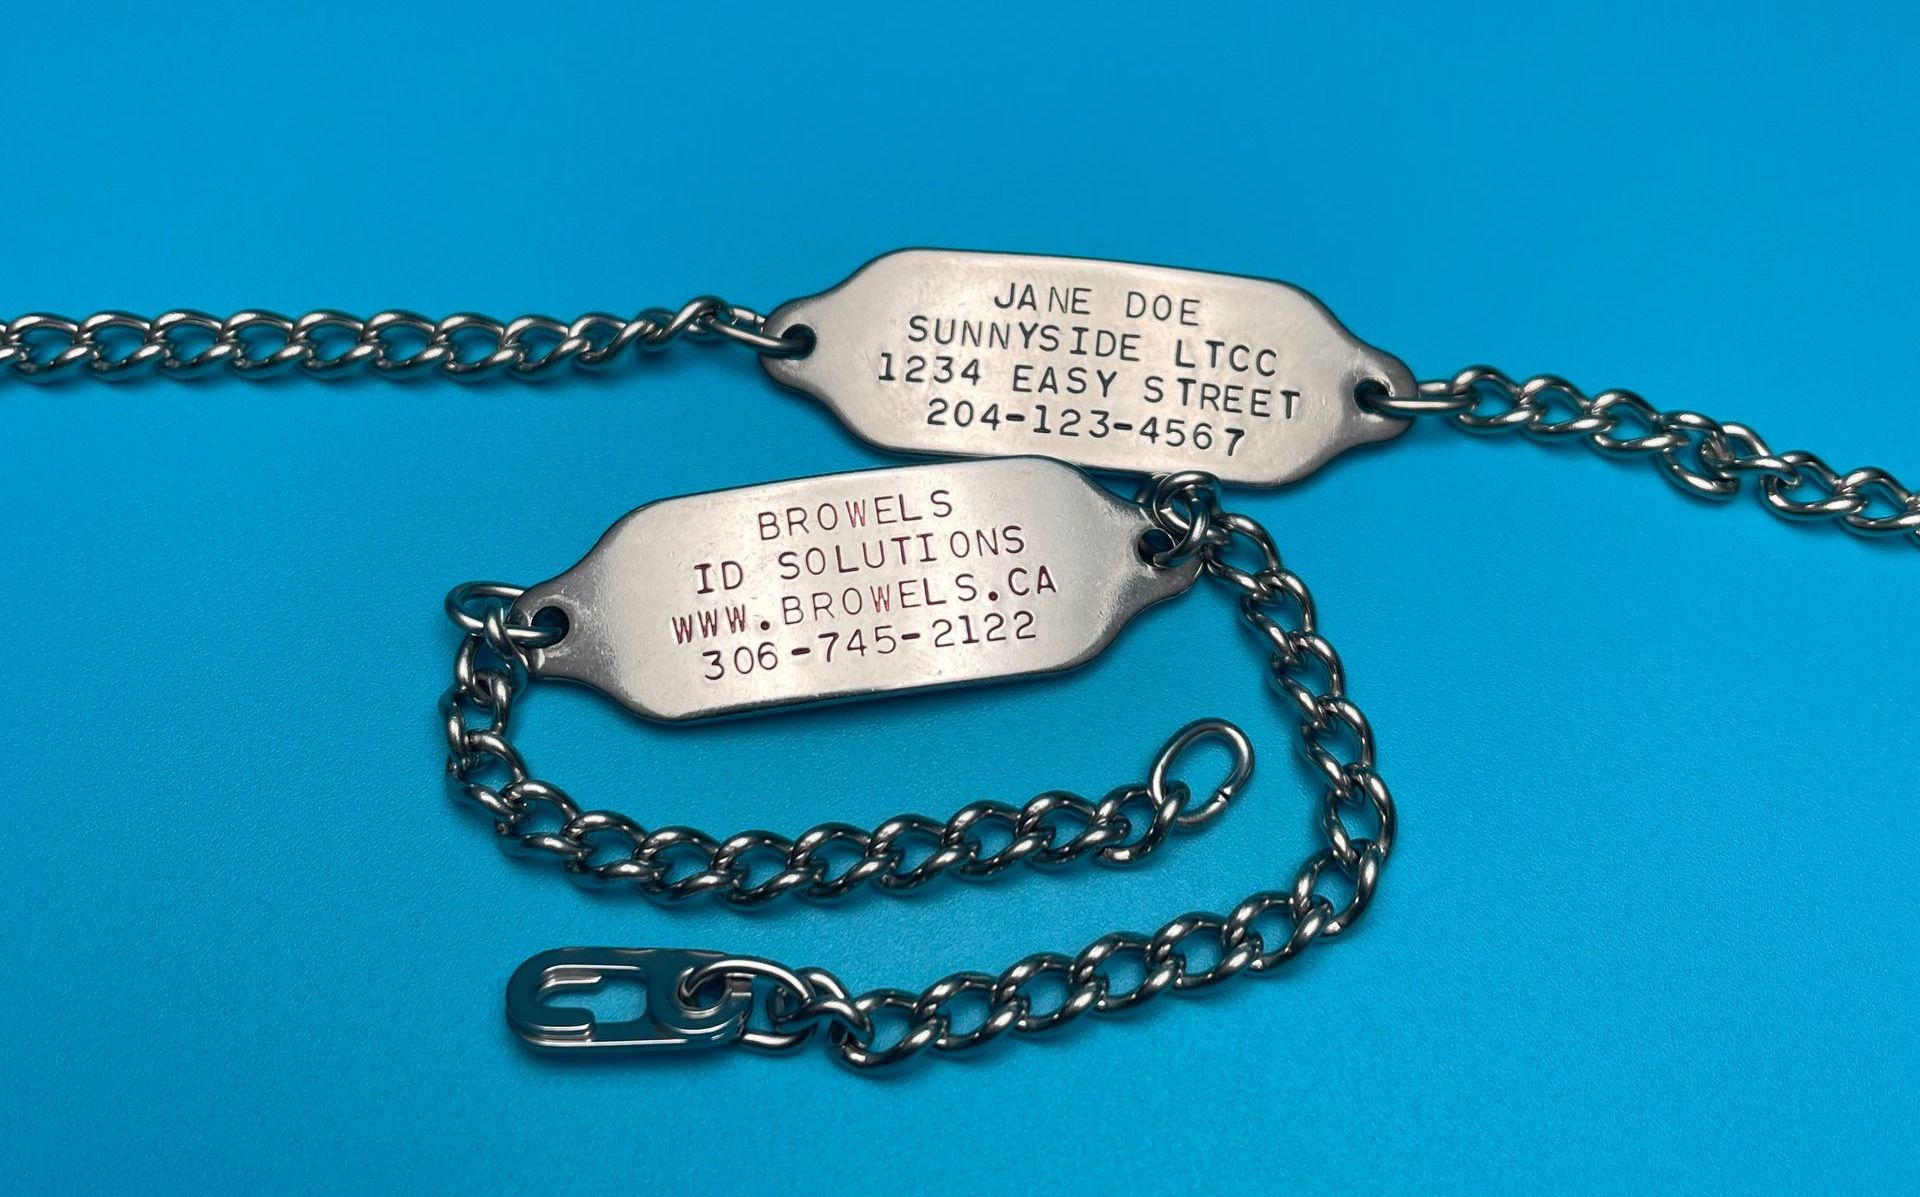 JANE DOE
SUNNYSIDE LTCC
1234 EASY STREET
204-123-4567
BROWELS
ID SOLUTIONS
WWW.BROWELS.CA
306-745-2122